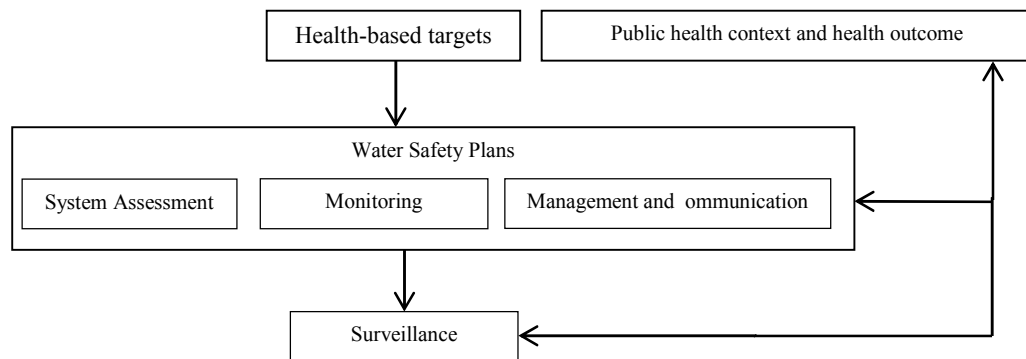 Health-based targets
Public health context and health outcome
Water Safety Plans
System Assessment
Monitoring
Management and ommunication
Surveillance